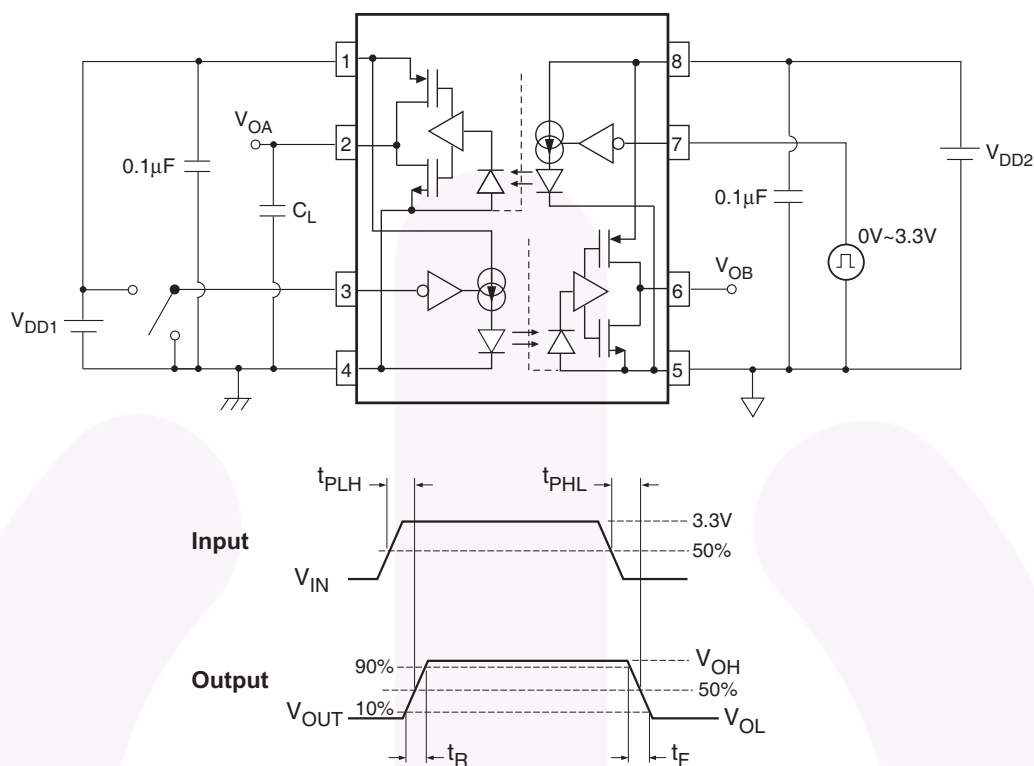 1
8
V_OA
2
7
0.1μF
C_L
0.1μF
V_DD2
0V~3.3V
V_OB
3
6
V_DD1
4
5
t_PLH
t_PHL
Input
3.3V
50%
V_IN
90%
V_OH
Output
50%
V_OUT
10%
V_OL
t_R
t_F